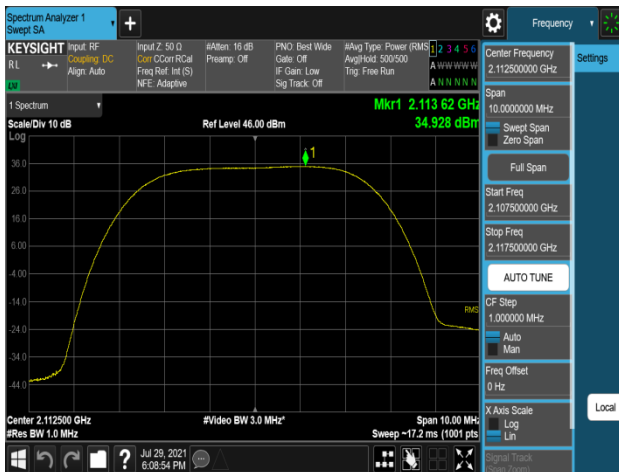 Spectrum Analyzer 1
Swept SA
+
Frequency
KEYSIGHT
RL
LXI
Input: RF
Coupling: DC
Align: Auto
Input Z: 50 Ω
Corr CCorr RCal
Freq Ref: Int (S)
NFE: Adaptive
#Atten: 16 dB
Preamp: Off
PNO: Best Wide
Gate: Off
IF Gain: Low
Sig Track: Off
#Avg Type: Power (RMS
Avg|Hold: 500/500
Trig: Free Run
1 2 3 4 5 6
A W W W W W
A N N N N N
1 Spectrum
Mkr1 2.113 62 GHz
Scale/Div 10 dB
Ref Level 46.00 dBm
34.928 dBm
Log
1
36.0
26.0
16.0
6.00
-4.00
-14.0
RMS
-24.0
-34.0
-44.0
Center 2.112500 GHz
#Video BW 3.0 MHz*
Span 10.00 MHz
#Res BW 1.0 MHz
Sweep ~17.2 ms (1001 pts)
Jul 29, 2021
6:08:54 PM
?
Center Frequency
2.112500000 GHz
Settings
Span
10.0000000 MHz
Swept Span
Zero Span
Full Span
Start Freq
2.107500000 GHz
Stop Freq
2.117500000 GHz
AUTO TUNE
CF Step
1.000000 MHz
Auto
Man
Freq Offset
0 Hz
X Axis Scale
Log
Lin
Local
Signal Track
(Span Zoom)